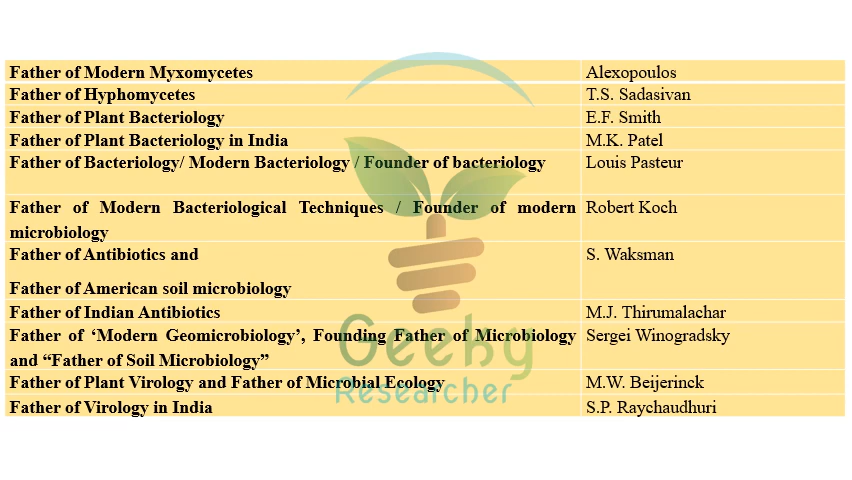 Father of Modern Myxomycetes Alexopoulos
Father of Hyphomycetes T.S. Sadasivan
Father of Plant Bacteriology E.F. Smith
Father of Plant Bacteriology in India M.K. Patel
Father of Bacteriology/ Modern Bacteriology / Founder of bacteriology Louis Pasteur
Father of Modern Bacteriological Techniques / Founder of modern Robert Koch
microbiology
Father of Antibiotics and S. Waksman
Father of American soil microbiology
Father of Indian Antibiotics M.J. Thirumalachar
Father of ‘Modern Geomicrobiology’, Founding Father of Microbiology Sergei Winogradsky
and “Father of Soil Microbiology”
Father of Plant Virology and Father of Microbial Ecology M.W. Beijerinck
Father of Virology in India S.P. Raychaudhuri
Geeky
Researcher